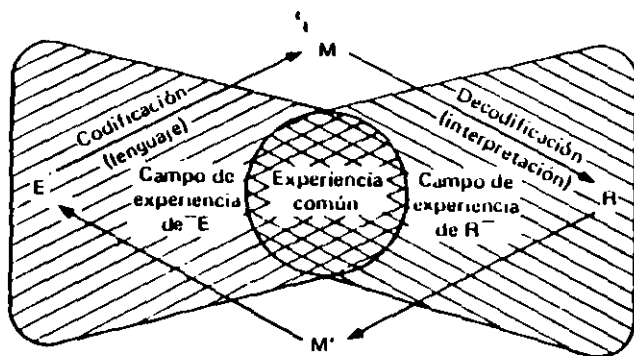 M
Codificación
(lenguaje)
Decodificación
(interpretación)
E
Campo de
experiencia
de E
Experiencia
común
Campo de
experiencia
de R
R
M'